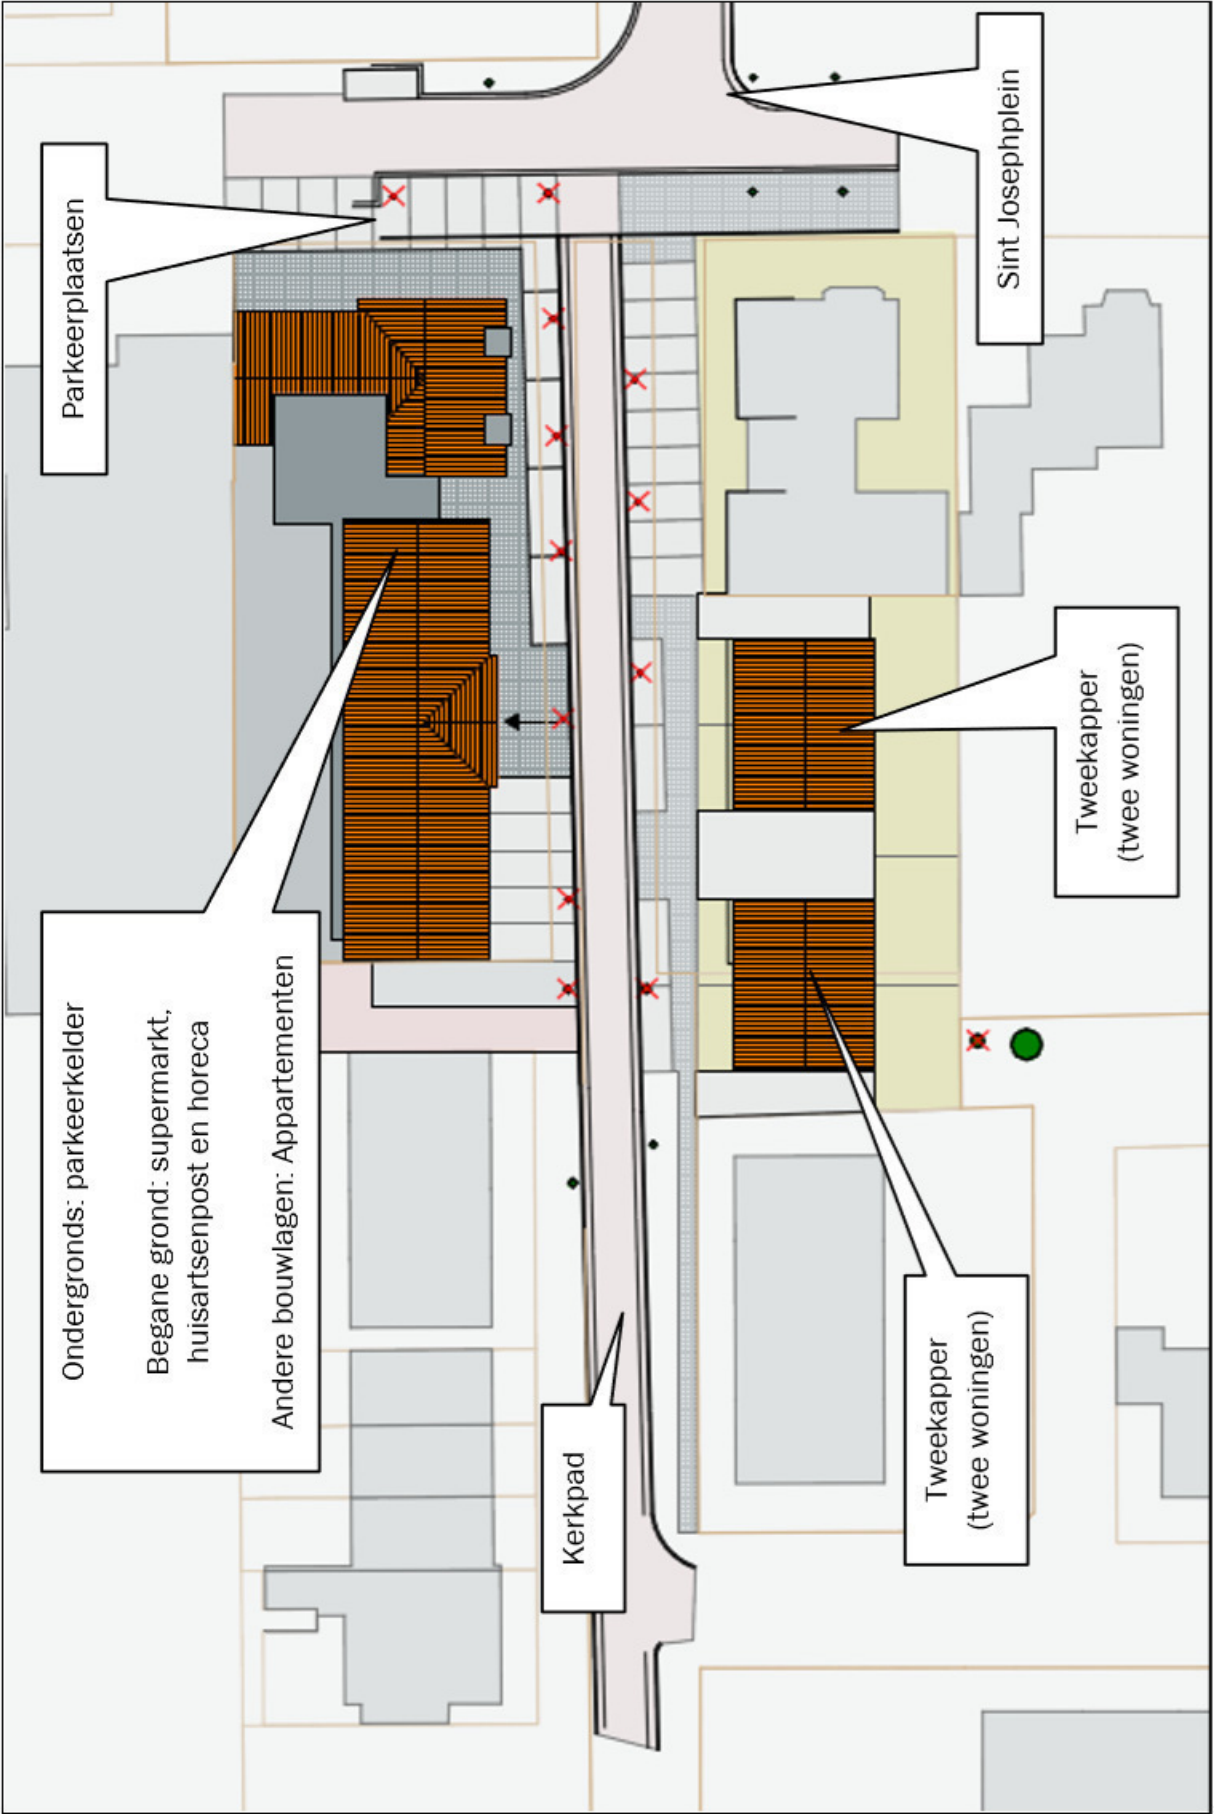 Ondergronds: parkeerkelder
Begane grond: supermarkt,
huisartsenpost en horeca
Andere bouwlagen: Appartementen
Parkeerplaatsen
Kerkpad
Tweekapper
(twee woningen)
Tweekapper
(twee woningen)
Sint Josephplein